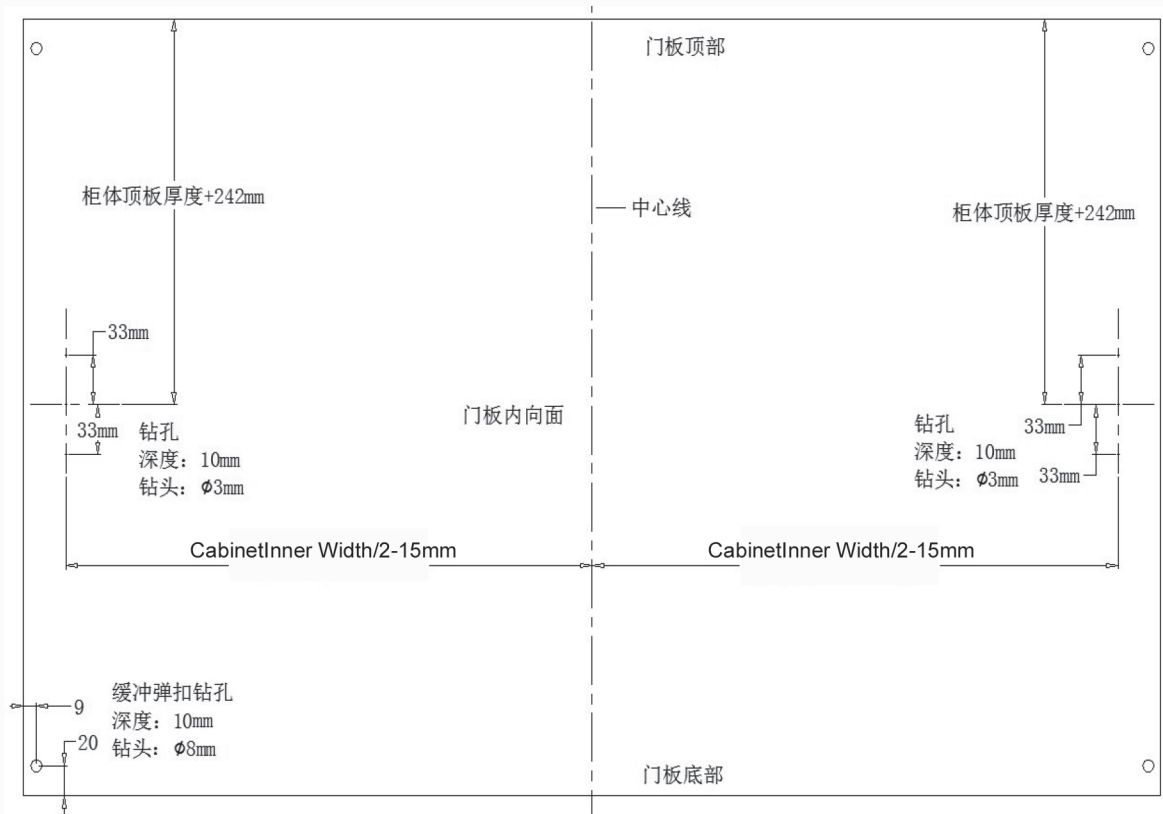 门板顶部
柜体顶板厚度+242mm
中心线
柜体顶板厚度+242mm
33mm
门板内向面
33mm
钻孔
深度: 10mm
钻头: Φ3mm
钻孔
深度: 10mm
钻头: Φ3mm
33mm
33mm
CabinetInner Width/2-15mm
CabinetInner Width/2-15mm
9
20
缓冲弹扣钻孔
深度: 10mm
钻头: Φ8mm
门板底部